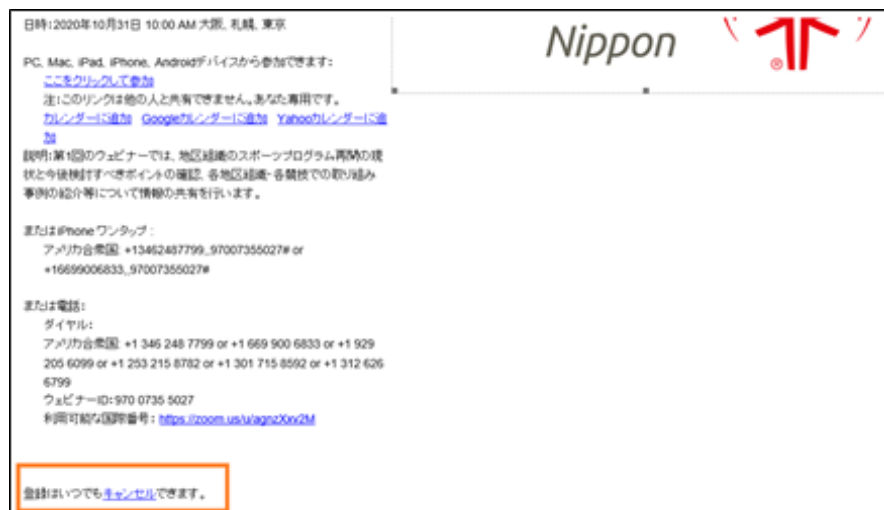 日時:2020年10月31日 10:00 AM 大阪、札幌、東京
Nippon
®
PC, Mac, iPad, iPhone, Androidデバイスから参加できます:
ここをクリックして参加
注:このリンクは他の人と共有できません。あなた専用です。
カレンダーに追加 Googleカレンダーに追加 Yahooカレンダーに追
加
説明:第1回のウェビナーでは、地区組織のスポーツプログラム再開の現
状と今後検討すべきポイントの確認、各地区組織・各競技での取り組み
事例の紹介等について情報の共有を行います。
または iPhone ワンタップ :
アメリカ合衆国: +13462487799,,97007355027# or
+16699006833,,97007355027#
または電話:
ダイヤル:
アメリカ合衆国: +1 346 248 7799 or +1 669 900 6833 or +1 929
205 6099 or +1 253 215 8782 or +1 301 715 8592 or +1 312 626
6799
ウェビナーID: 970 0735 5027
利用可能な国際番号: https://zoom.us/u/agnzXxv2M
登録はいつでもキャンセルできます。